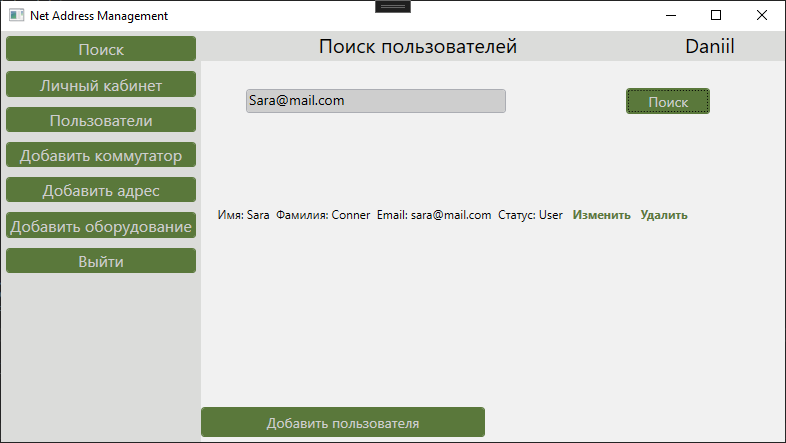 Net Address Management
Поиск
Личный кабинет
Пользователи
Добавить коммутатор
Добавить адрес
Добавить оборудование
Выйти
Поиск пользователей
Daniil
Sara@mail.com
Поиск
Имя: Sara Фамилия: Conner Email: sara@mail.com Статус: User Изменить Удалить
Добавить пользователя